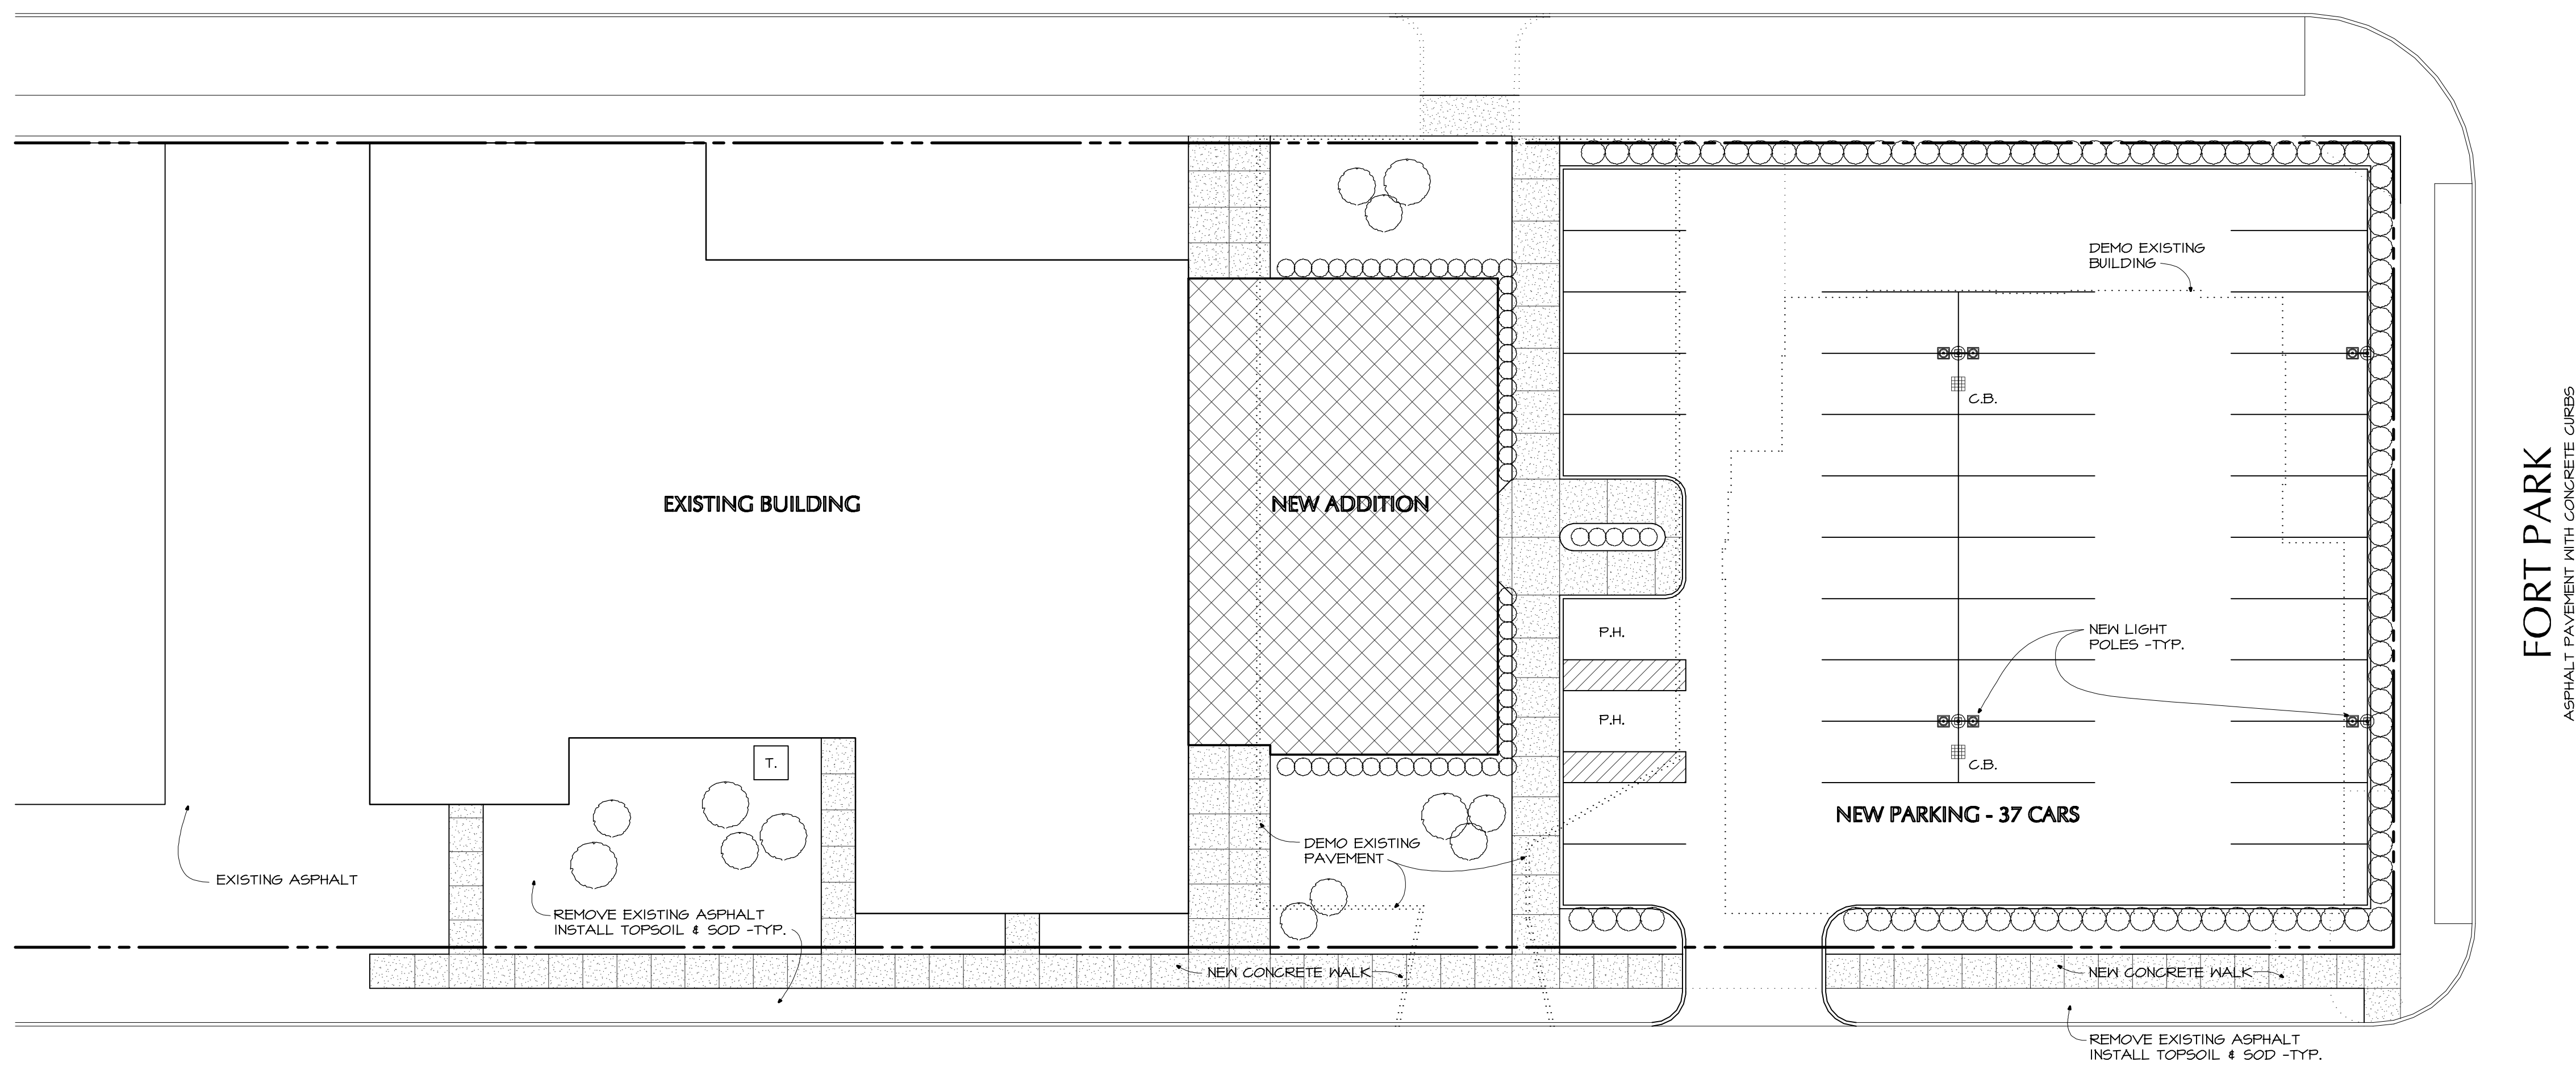 DEMO EXISTING
BUILDING
C.B.
EXISTING BUILDING
NEW ADDITION
FORT PARK
ASPHALT PAVEMENT WITH CONCRETE CURBS
P.H.
NEW LIGHT
POLES -TYP.
P.H.
T.
C.B.
NEW PARKING - 37 CARS
DEMO EXISTING
PAVEMENT
EXISTING ASPHALT
REMOVE EXISTING ASPHALT
INSTALL TOPSOIL & SOD -TYP.
NEW CONCRETE WALK
NEW CONCRETE WALK
REMOVE EXISTING ASPHALT
INSTALL TOPSOIL & SOD -TYP.